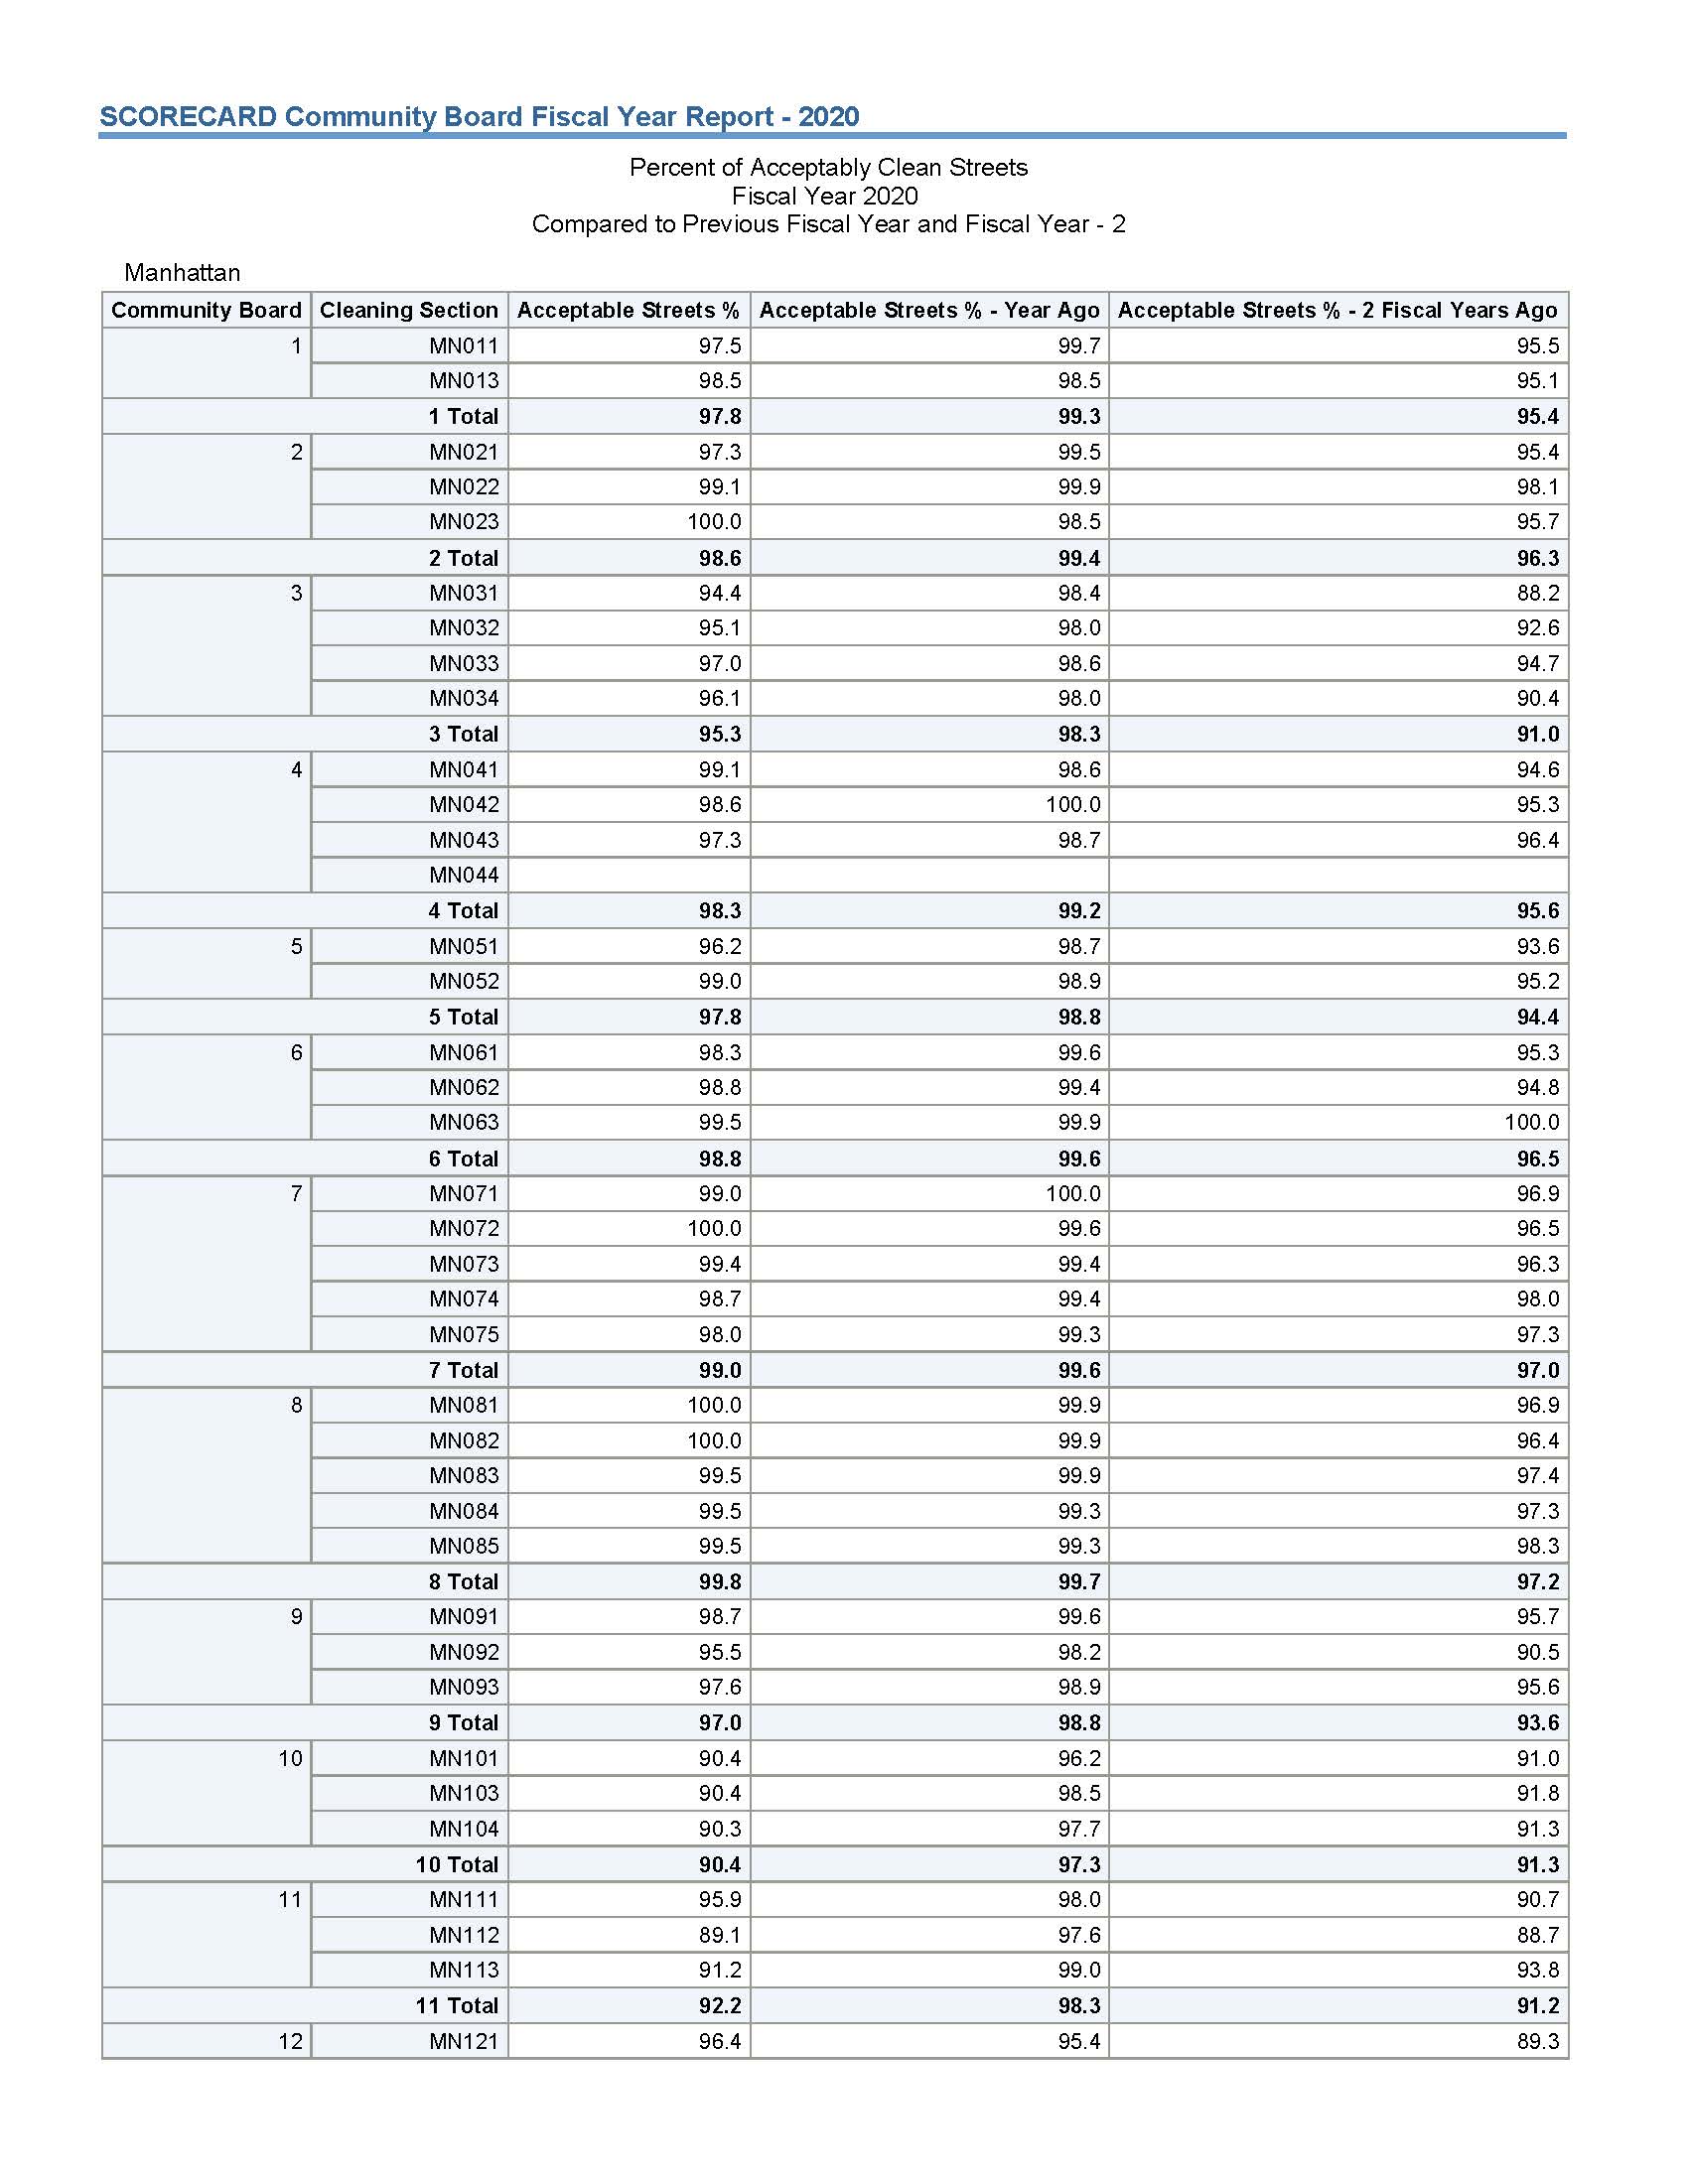 SCORECARD Community Board Fiscal Year Report - 2020
Percent of Acceptably Clean Streets
Fiscal Year 2020
Compared to Previous Fiscal Year and Fiscal Year - 2
Manhattan
Community Board Cleaning Section Acceptable Streets % Acceptable Streets % - Year Ago Acceptable Streets % - 2 Fiscal Years Ago
1 MN011 97.5 99.7 95.5
MN013 98.5 98.5 95.1
1 Total 97.8 99.3 95.4
2 MN021 97.3 99.5 95.4
MN022 99.1 99.9 98.1
MN023 100.0 98.5 95.7
2 Total 98.6 99.4 96.3
3 MN031 94.4 98.4 88.2
MN032 95.1 98.0 92.6
MN033 97.0 98.6 94.7
MN034 96.1 98.0 90.4
3 Total 95.3 98.3 91.0
4 MN041 99.1 98.6 94.6
MN042 98.6 100.0 95.3
MN043 97.3 98.7 96.4
MN044
4 Total 98.3 99.2 95.6
5 MN051 96.2 98.7 93.6
MN052 99.0 98.9 95.2
5 Total 97.8 98.8 94.4
6 MN061 98.3 99.6 95.3
MN062 98.8 99.4 94.8
MN063 99.5 99.9 100.0
6 Total 98.8 99.6 96.5
7 MN071 99.0 100.0 96.9
MN072 100.0 99.6 96.5
MN073 99.4 99.4 96.3
MN074 98.7 99.4 98.0
MN075 98.0 99.3 97.3
7 Total 99.0 99.6 97.0
8 MN081 100.0 99.9 96.9
MN082 100.0 99.9 96.4
MN083 99.5 99.9 97.4
MN084 99.5 99.3 97.3
MN085 99.5 99.3 98.3
8 Total 99.8 99.7 97.2
9 MN091 98.7 99.6 95.7
MN092 95.5 98.2 90.5
MN093 97.6 98.9 95.6
9 Total 97.0 98.8 93.6
10 MN101 90.4 96.2 91.0
MN103 90.4 98.5 91.8
MN104 90.3 97.7 91.3
10 Total 90.4 97.3 91.3
11 MN111 95.9 98.0 90.7
MN112 89.1 97.6 88.7
MN113 91.2 99.0 93.8
11 Total 92.2 98.3 91.2
12 MN121 96.4 95.4 89.3